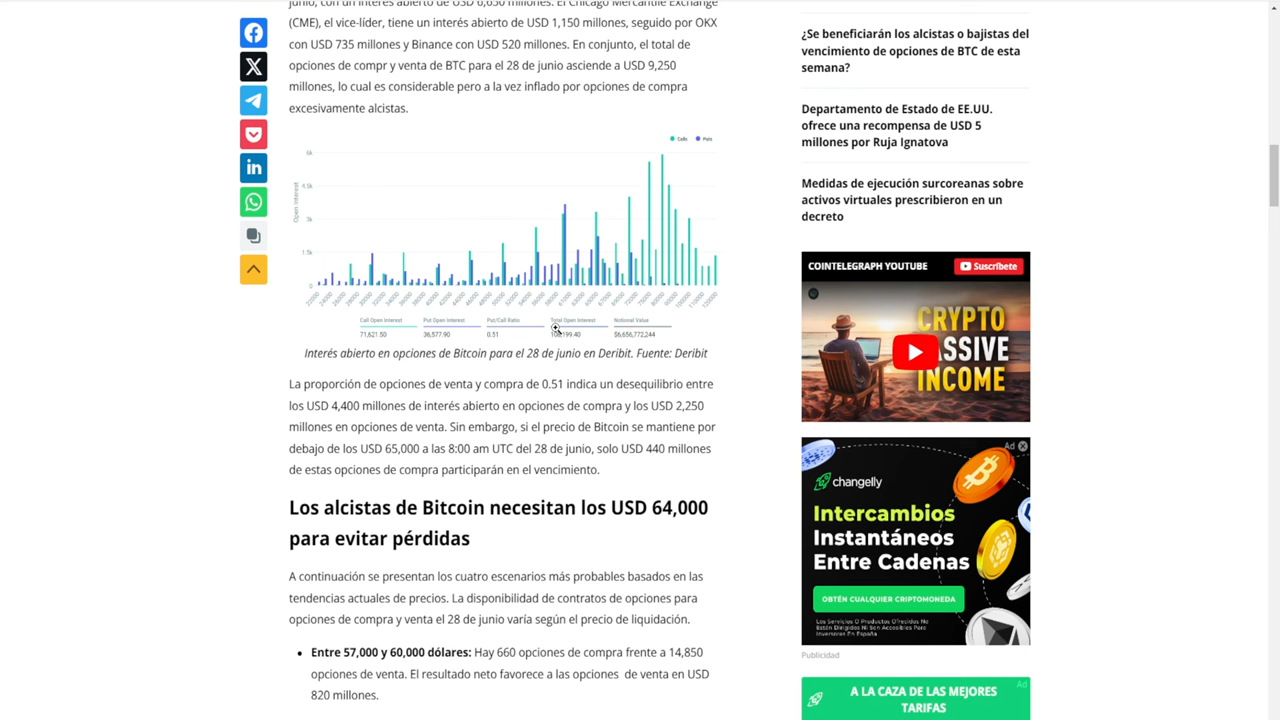 junio, con un interés abierto de USD 6,650 millones. El Chicago Mercantile Exchange
(CME), el vice-líder, tiene un interés abierto de USD 1,150 millones, seguido por OKX
con USD 735 millones y Binance con USD 520 millones. En conjunto, el total de
opciones de compr y venta de BTC para el 28 de junio asciende a USD 9,250
millones, lo cual es considerable pero a la vez inflado por opciones de compra
excesivamente alcistas.
Calls Puts
Open Interest
6k
4.5k
3k
1.5k
0
Call Open Interest
71,621.50
Put Open Interest
36,577.90
Put/Call Ratio
0.51
Total Open Interest
Notional Value
$6,656,772,244
Interés abierto en opciones de Bitcoin para el 28 de junio en Deribit. Fuente: Deribit
La proporción de opciones de venta y compra de 0.51 indica un desequilibrio entre
los USD 4,400 millones de interés abierto en opciones de compra y los USD 2,250
millones en opciones de venta. Sin embargo, si el precio de Bitcoin se mantiene por
debajo de los USD 65,000 a las 8:00 am UTC del 28 de junio, solo USD 440 millones
de estas opciones de compra participarán en el vencimiento.
Los alcistas de Bitcoin necesitan los USD 64,000
para evitar pérdidas
A continuación se presentan los cuatro escenarios más probables basados en las
tendencias actuales de precios. La disponibilidad de contratos de opciones para
opciones de compra y venta el 28 de junio varía según el precio de liquidación.
Entre 57,000 y 60,000 dólares: Hay 660 opciones de compra frente a 14,850
opciones de venta. El resultado neto favorece a las opciones de venta en USD
820 millones.
¿Se beneficiarán los alcistas o bajistas del
vencimiento de opciones de BTC de esta
semana?
Departamento de Estado de EE.UU.
ofrece una recompensa de USD 5
millones por Ruja Ignatova
Medidas de ejecución surcoreanas sobre
activos virtuales prescribieron en un
decreto
COINTELEGRAPH YOUTUBE
Suscríbete
CRYPTO
PASSIVE
INCOME
Ad
changelly
Intercambios
Instantáneos
Entre Cadenas
OBTÉN CUALQUIER CRIPTOMONEDA
Los Servicios O Productos Ofrecidos No
Están Dirigidos Ni Son Accesibles Para
Inversores En España
Publicidad
Ad
A LA CAZA DE LAS MEJORES
TARIFAS